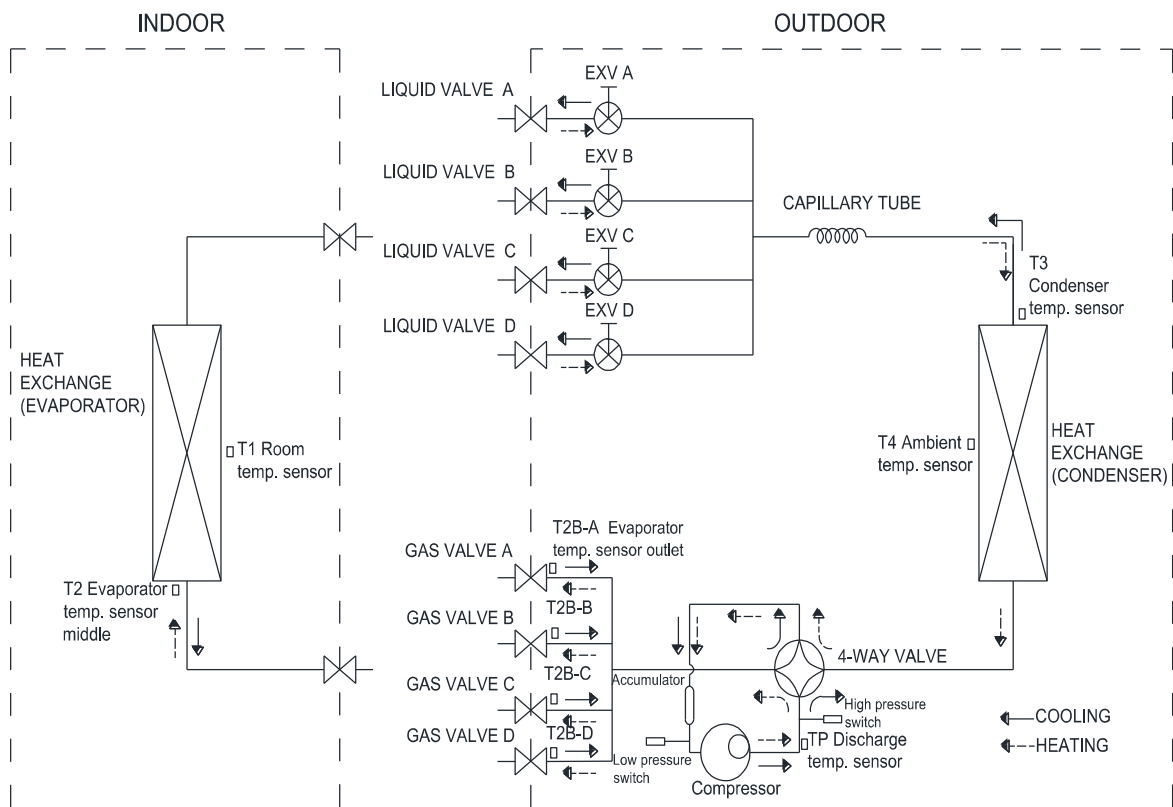 INDOOR
OUTDOOR
LIQUID VALVE A
EXV A
LIQUID VALVE B
EXV B
LIQUID VALVE C
EXV C
LIQUID VALVE D
EXV D
CAPILLARY TUBE
T3
Condenser
temp. sensor
HEAT
EXCHANGE
(EVAPORATOR)
T1 Room
temp. sensor
T4 Ambient
temp. sensor
HEAT
EXCHANGE
(CONDENSER)
T2 Evaporator
temp. sensor
middle
GAS VALVE A
T2B-A Evaporator
temp. sensor outlet
GAS VALVE B
T2B-B
GAS VALVE C
T2B-C
GAS VALVE D
T2B-D
Accumulator
4-WAY VALVE
High pressure
switch
Low pressure
switch
TP Discharge
temp. sensor
Compressor
COOLING
HEATING